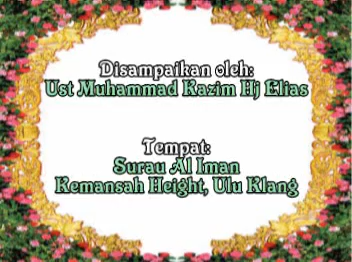 Disampaikan oleh:
Ust Muhammad Kazim Hj Elias
Tempat:
Surau Al Iman
Kemansah Height, Ulu Klang